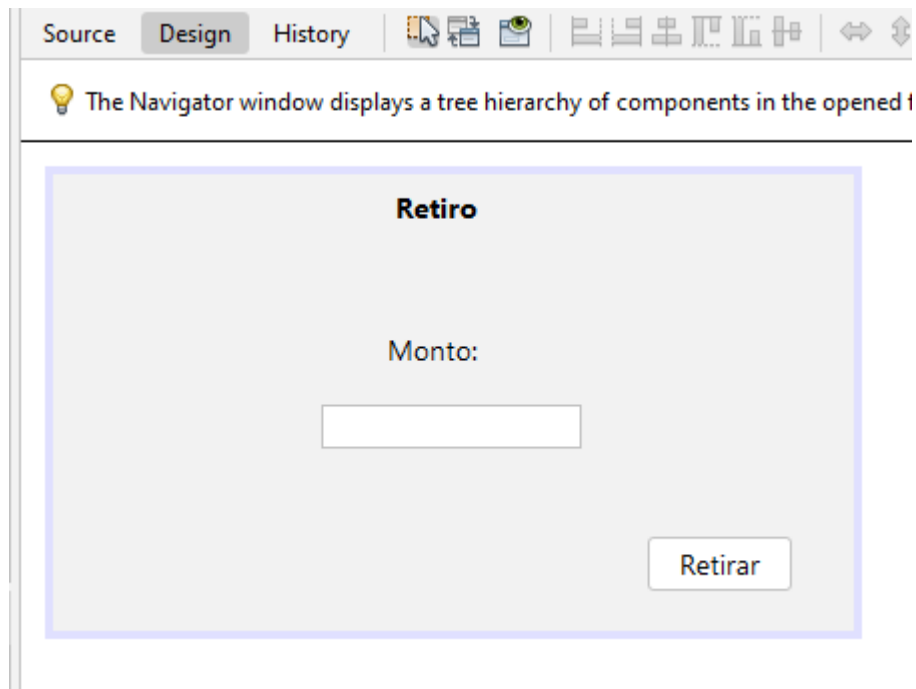 Source Design History
The Navigator window displays a tree hierarchy of components in the opened
Retiro
Monto:
Retirar